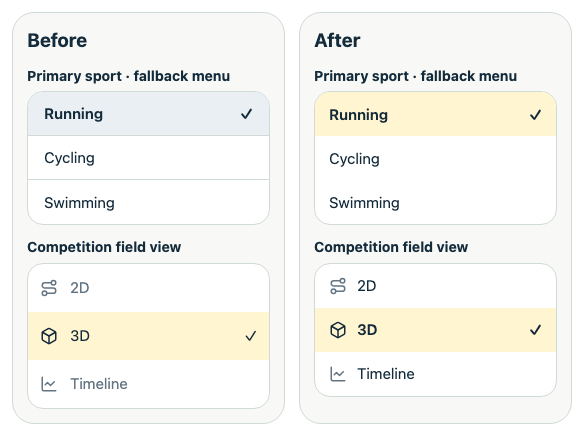 Before
Primary sport · fallback menu
Running
Cycling
Swimming
Competition field view
2D
3D
Timeline
After
Primary sport · fallback menu
Running
Cycling
Swimming
Competition field view
2D
3D
Timeline